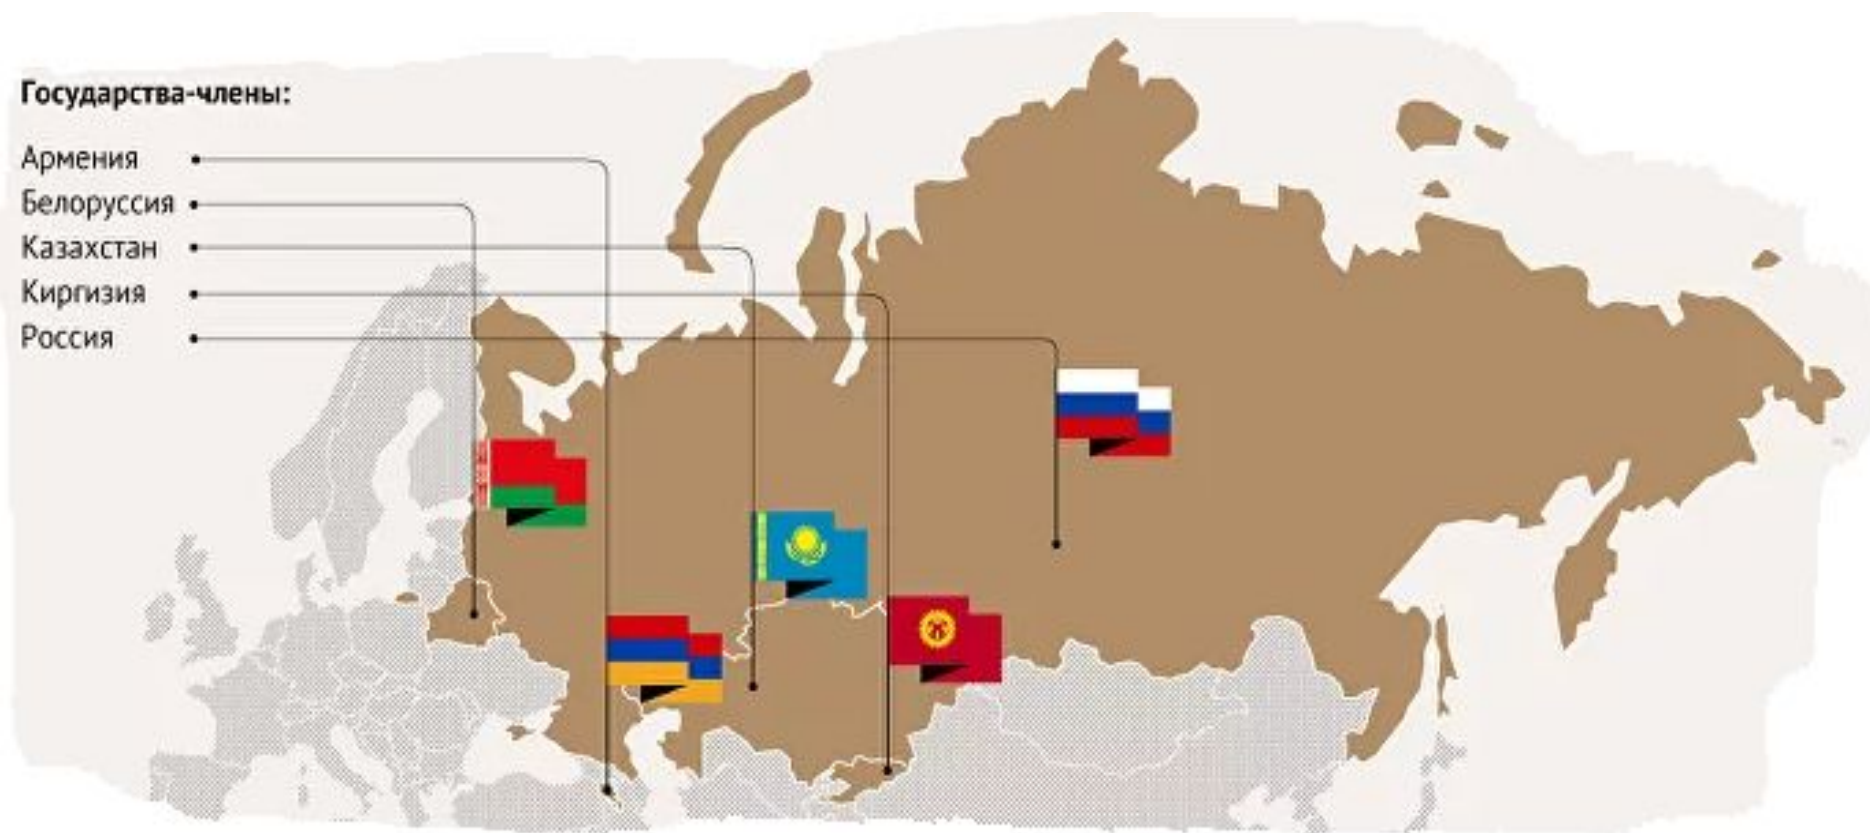 Государства-члены:
Армения
Белоруссия
Казахстан
Киргизия
Россия